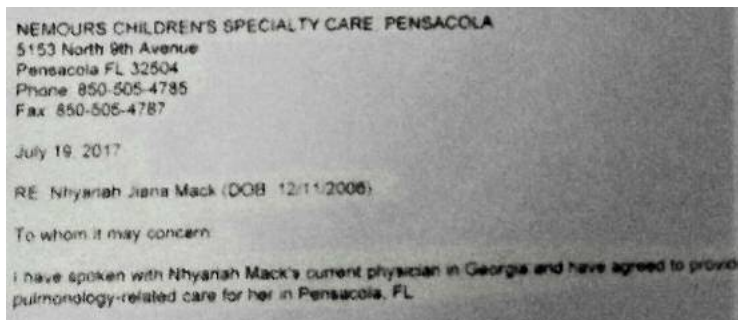 NEMOURS CHILDREN'S SPECIALTY CARE PENSACOLA
5153 North 9th Avenue
Pensacola FL 32504
Phone 850-505-4785
Fax 850-505-4787
July 19, 2017
RE Nhyariah Jiana Mack (DOB 12/11/2006)
To whom it may concern
I have spoken with Nhyariah Mack's current physician in Georgia and have agreed to provid
pulmonology-related care for her in Pensacola, FL